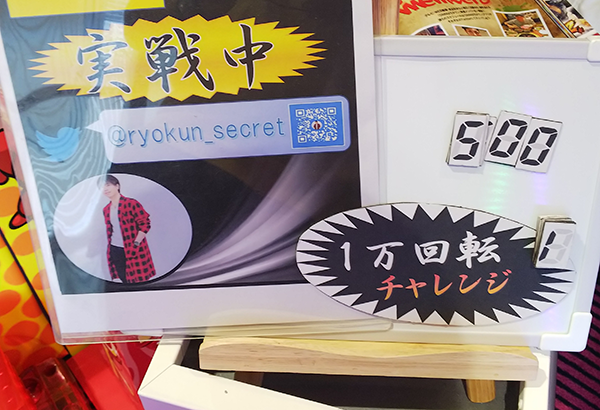 実戦中
@ryokun_secret
500
1
1万回転
チャレンジ